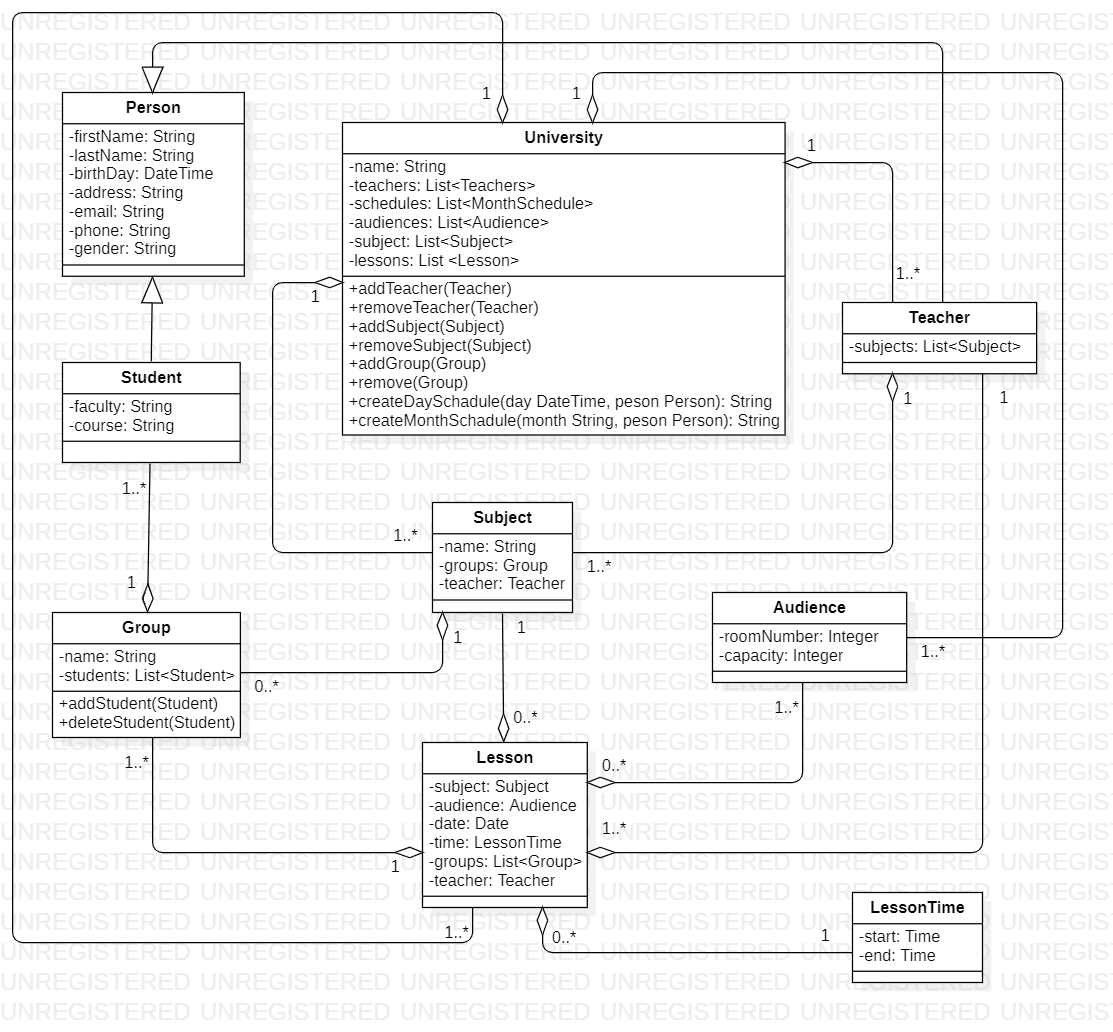 Person
-firstName: String
-lastName: String
-birthDay: DateTime
-address: String
-email: String
-phone: String
-gender: String
1
1
University
-name: String
-teachers: List<Teachers>
-schedules: List<MonthSchedule>
-audiences: List<Audience>
-subject: List<Subject>
-lessons: List <Lesson>
+addTeacher(Teacher)
+removeTeacher(Teacher)
+addSubject(Subject)
+removeSubject(Subject)
+addGroup(Group)
+remove(Group)
+createDaySchadule(day DateTime, peson Person): String
+createMonthSchadule(month String, peson Person): String
1
1..*
1
Teacher
-subjects: List<Subject>
1
1
Student
-faculty: String
-course: String
1..*
1
1..*
Subject
-name: String
-groups: Group
-teacher: Teacher
1..*
1
1
Group
-name: String
-students: List<Student>
+addStudent(Student)
+deleteStudent(Student)
0..*
1..*
Audience
-roomNumber: Integer
-capacity: Integer
1..*
1..*
0..*
Lesson
-subject: Subject
-audience: Audience
-date: Date
-time: LessonTime
-groups: List<Group>
-teacher: Teacher
0..*
1..*
1
1..*
0..*
1
LessonTime
-start: Time
-end: Time
UNREGISTERED